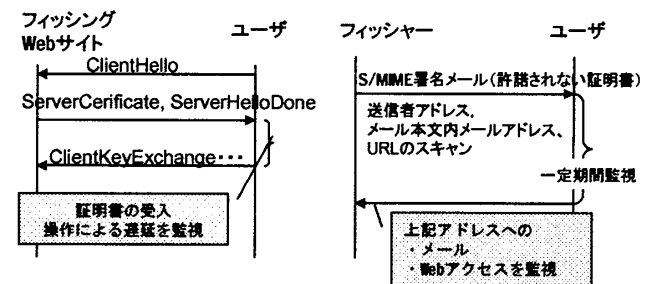 フィッシング
Webサイト
ユーザ
ClientHello
ServerCerificate, ServerHelloDone
ClientKeyExchange・・・
証明書の受入
操作による遅延を監視
フィッシャー
ユーザ
S/MIME署名メール(許諾されない証明書)
送信者アドレス,
メール本文内メールアドレス、
URLのスキャン
一定期間監視
上記アドレスへの
・メール
・Webアクセスを監視